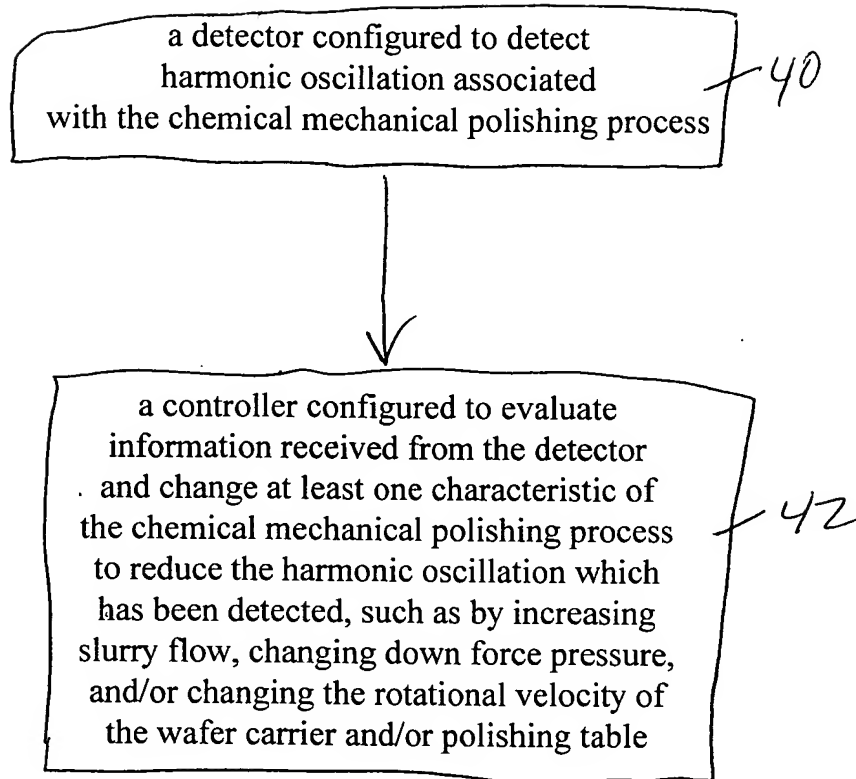 a detector configured to detect
harmonic oscillation associated
with the chemical mechanical polishing process
40
a controller configured to evaluate
information received from the detector
and change at least one characteristic of
the chemical mechanical polishing process
to reduce the harmonic oscillation which
has been detected, such as by increasing
slurry flow, changing down force pressure,
and/or changing the rotational velocity of
the wafer carrier and/or polishing table
42